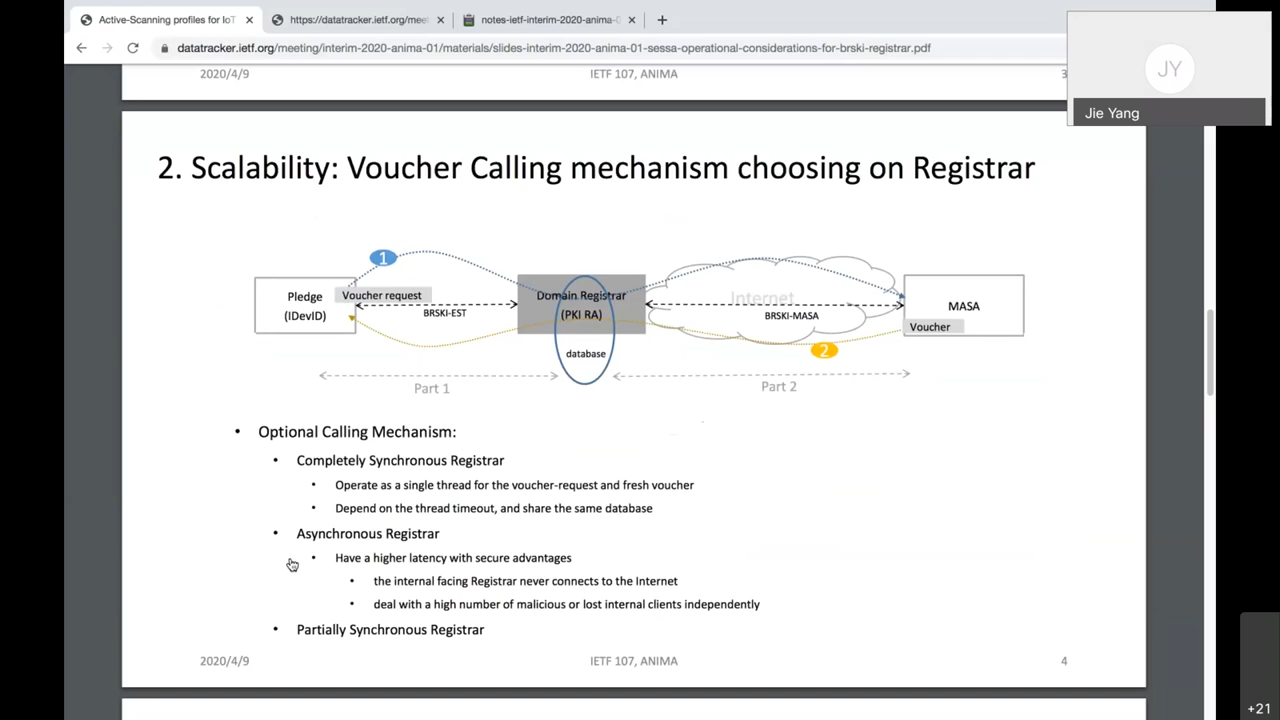 Active-Scanning profiles for IoT
https://datatracker.ietf.org/mee
notes-ietf-interim-2020-anima-0
datatracker.ietf.org/meeting/interim-2020-anima-01/materials/slides-interim-2020-anima-01-sessa-operational-considerations-for-brski-registrar.pdf
JY
Jie Yang
2020/4/9
IETF 107, ANIMA
3
2. Scalability: Voucher Calling mechanism choosing on Registrar
1
Pledge
(IDevID)
Voucher request
BRSKI-EST
Domain Registrar
(PKI RA)
database
Internet
BRSKI-MASA
MASA
Voucher
2
Part 1
Part 2
• Optional Calling Mechanism:
• Completely Synchronous Registrar
• Operate as a single thread for the voucher-request and fresh voucher
• Depend on the thread timeout, and share the same database
• Asynchronous Registrar
• Have a higher latency with secure advantages
• the internal facing Registrar never connects to the Internet
• deal with a high number of malicious or lost internal clients independently
• Partially Synchronous Registrar
2020/4/9
IETF 107, ANIMA
4
+21